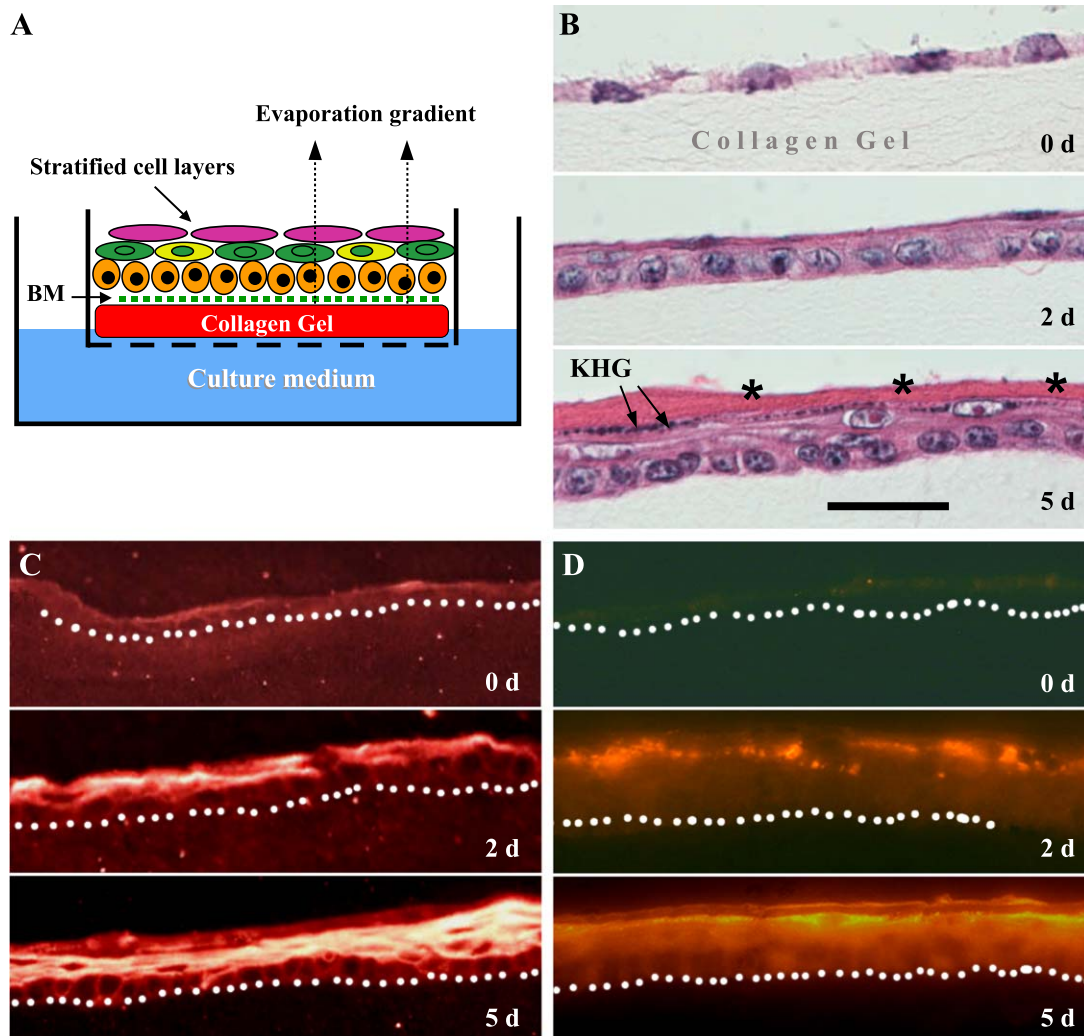 A
Evaporation gradient
Stratified cell layers
BM
Collagen Gel
Culture medium
B
Collagen Gel
0 d
2 d
KHG
* * *
5 d
C
0 d
2 d
5 d
D
0 d
2 d
5 d